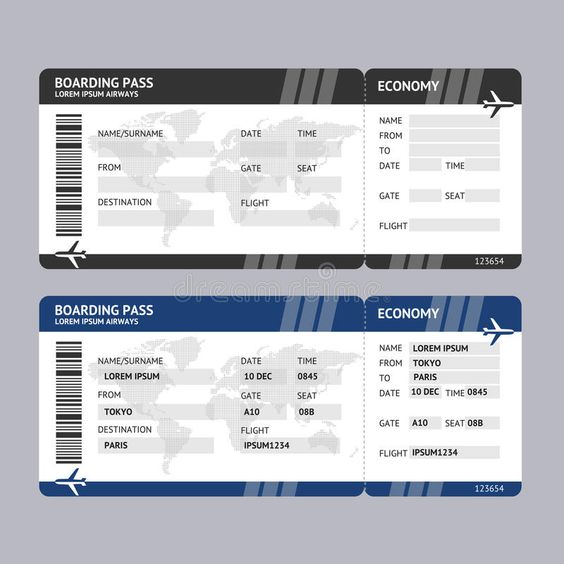 BOARDING PASS
LOREM IPSUM AIRWAYS
NAME/SURNAME DATE TIME
FROM GATE SEAT
DESTINATION FLIGHT
ECONOMY
NAME
FROM
TO
DATE TIME
GATE SEAT
FLIGHT
123654
dreamstime
BOARDING PASS
LOREM IPSUM AIRWAYS
NAME/SURNAME DATE TIME
LOREM IPSUM 10 DEC 0845
FROM GATE SEAT
TOKYO A10 08B
DESTINATION FLIGHT
PARIS IPSUM1234
ECONOMY
NAME LOREM IPSUM
FROM TOKYO
TO PARIS
DATE 10 DEC TIME 0845
GATE A10 SEAT 08B
FLIGHT IPSUM1234
123654